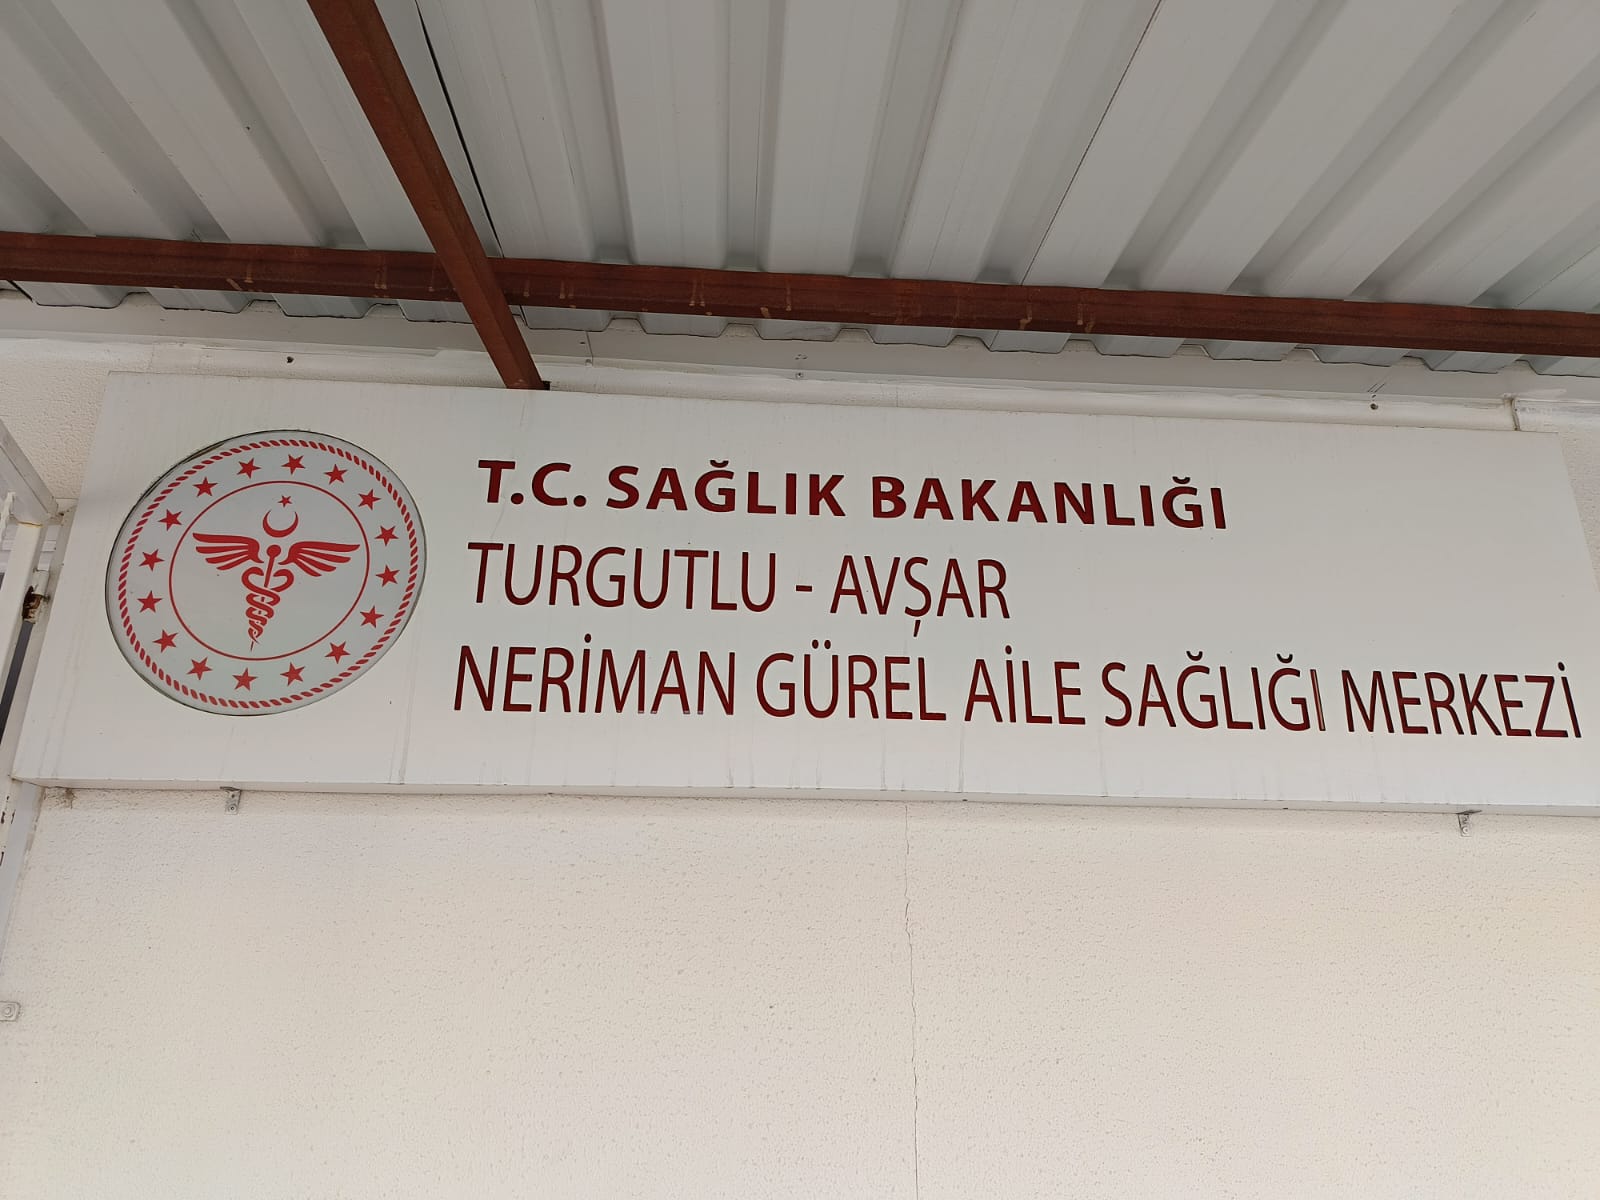 T.C. SAĞLIK BAKANLIĞI
TURGUTLU - AVŞAR
NERİMAN GÜREL AİLE SAĞLIĞI MERKEZİ